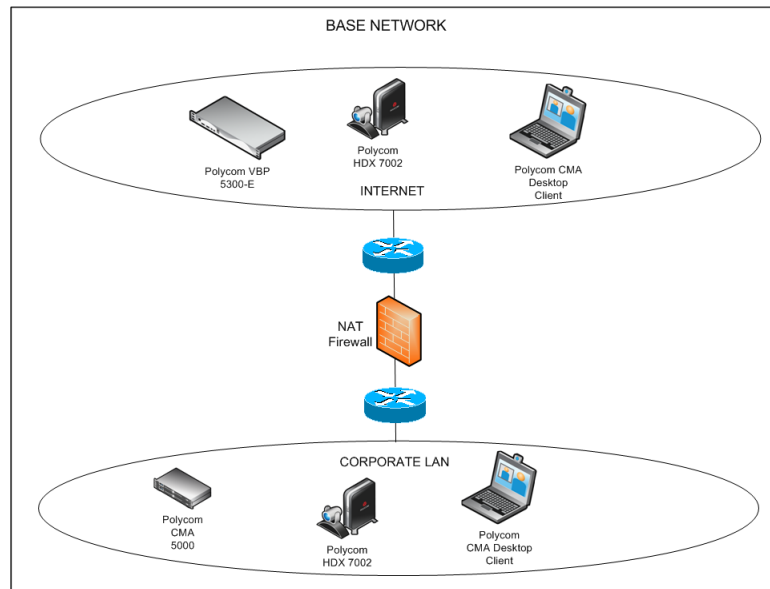 BASE NETWORK
Polycom VBP
5300-E
Polycom
HDX 7002
Polycom CMA
Desktop
Client
INTERNET
NAT
Firewall
CORPORATE LAN
Polycom
CMA
5000
Polycom
HDX 7002
Polycom
CMA Desktop
Client